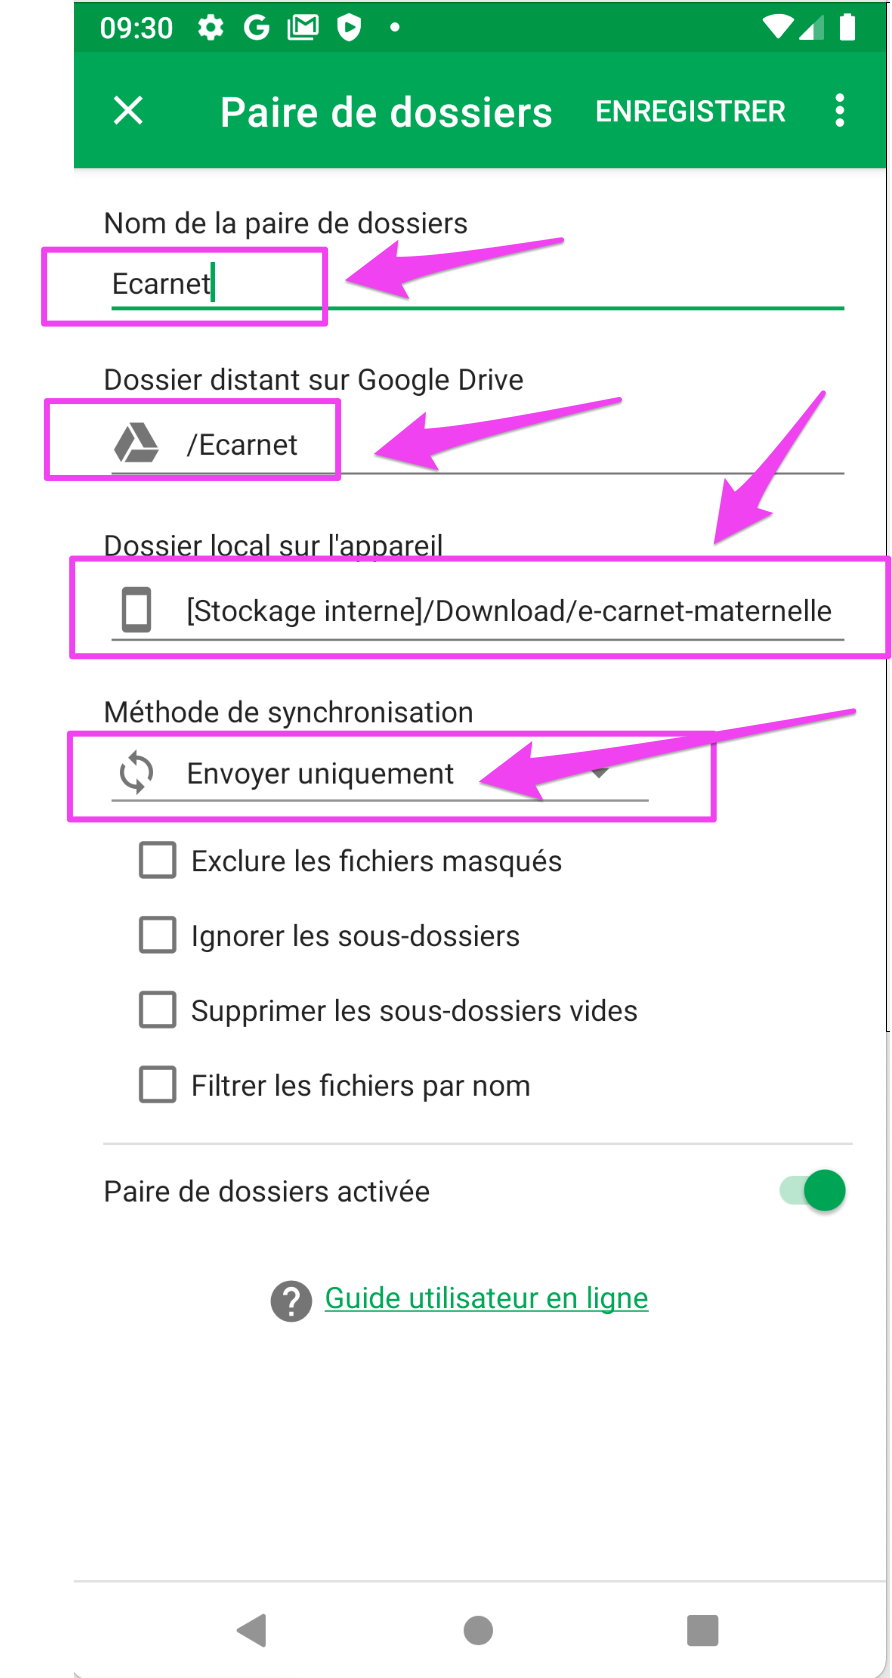 09:30
Paire de dossiers ENREGISTRER
Nom de la paire de dossiers
Ecarnet
Dossier distant sur Google Drive
/Ecarnet
Dossier local sur l'appareil
[Stockage interne]/Download/e-carnet-maternelle
Méthode de synchronisation
Envoyer uniquement
Exclure les fichiers masqués
Ignorer les sous-dossiers
Supprimer les sous-dossiers vides
Filtrer les fichiers par nom
Paire de dossiers activée
? Guide utilisateur en ligne